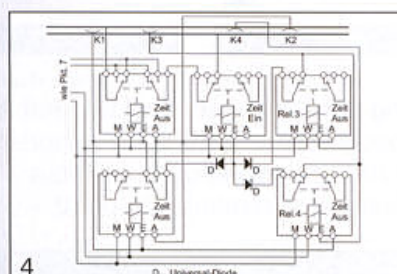 K1 K3 K4 K2
wie Pkt. 7
Zeit Aus
M W E A
Zeit Ein
M W E A
Rel.3
Zeit Aus
M W E A
D
D
D
Zeit Aus
M W E A
Rel.4
Zeit Aus
M W E A
4
D Universal-Diode